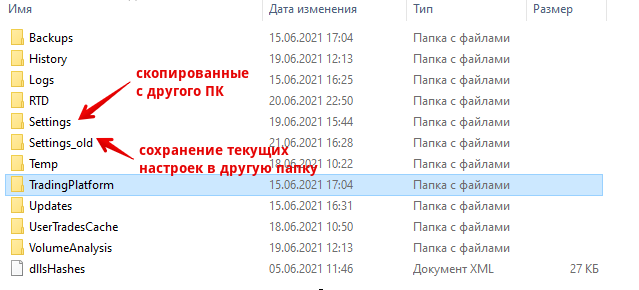 Имя Дата изменения Тип Размер
Backups 15.06.2021 17:04 Папка с файлами
History 19.06.2021 12:13 Папка с файлами
скопированные
Logs 15.06.2021 16:25 Папка с файлами
с другого ПК
RTD 20.06.2021 22:50 Папка с файлами
Settings 19.06.2021 15:44 Папка с файлами
Settings_old 21.06.2021 16:28 Папка с файлами
сохранение текущих
Temp 18.06.2021 10:22 Папка с файлами
настроек в другую папку
TradingPlatform 15.06.2021 17:04 Папка с файлами
Updates 15.06.2021 16:31 Папка с файлами
UserTradesCache 18.06.2021 10:50 Папка с файлами
VolumeAnalysis 19.06.2021 12:13 Папка с файлами
dllsHashes 05.06.2021 11:46 Документ XML 27 КБ